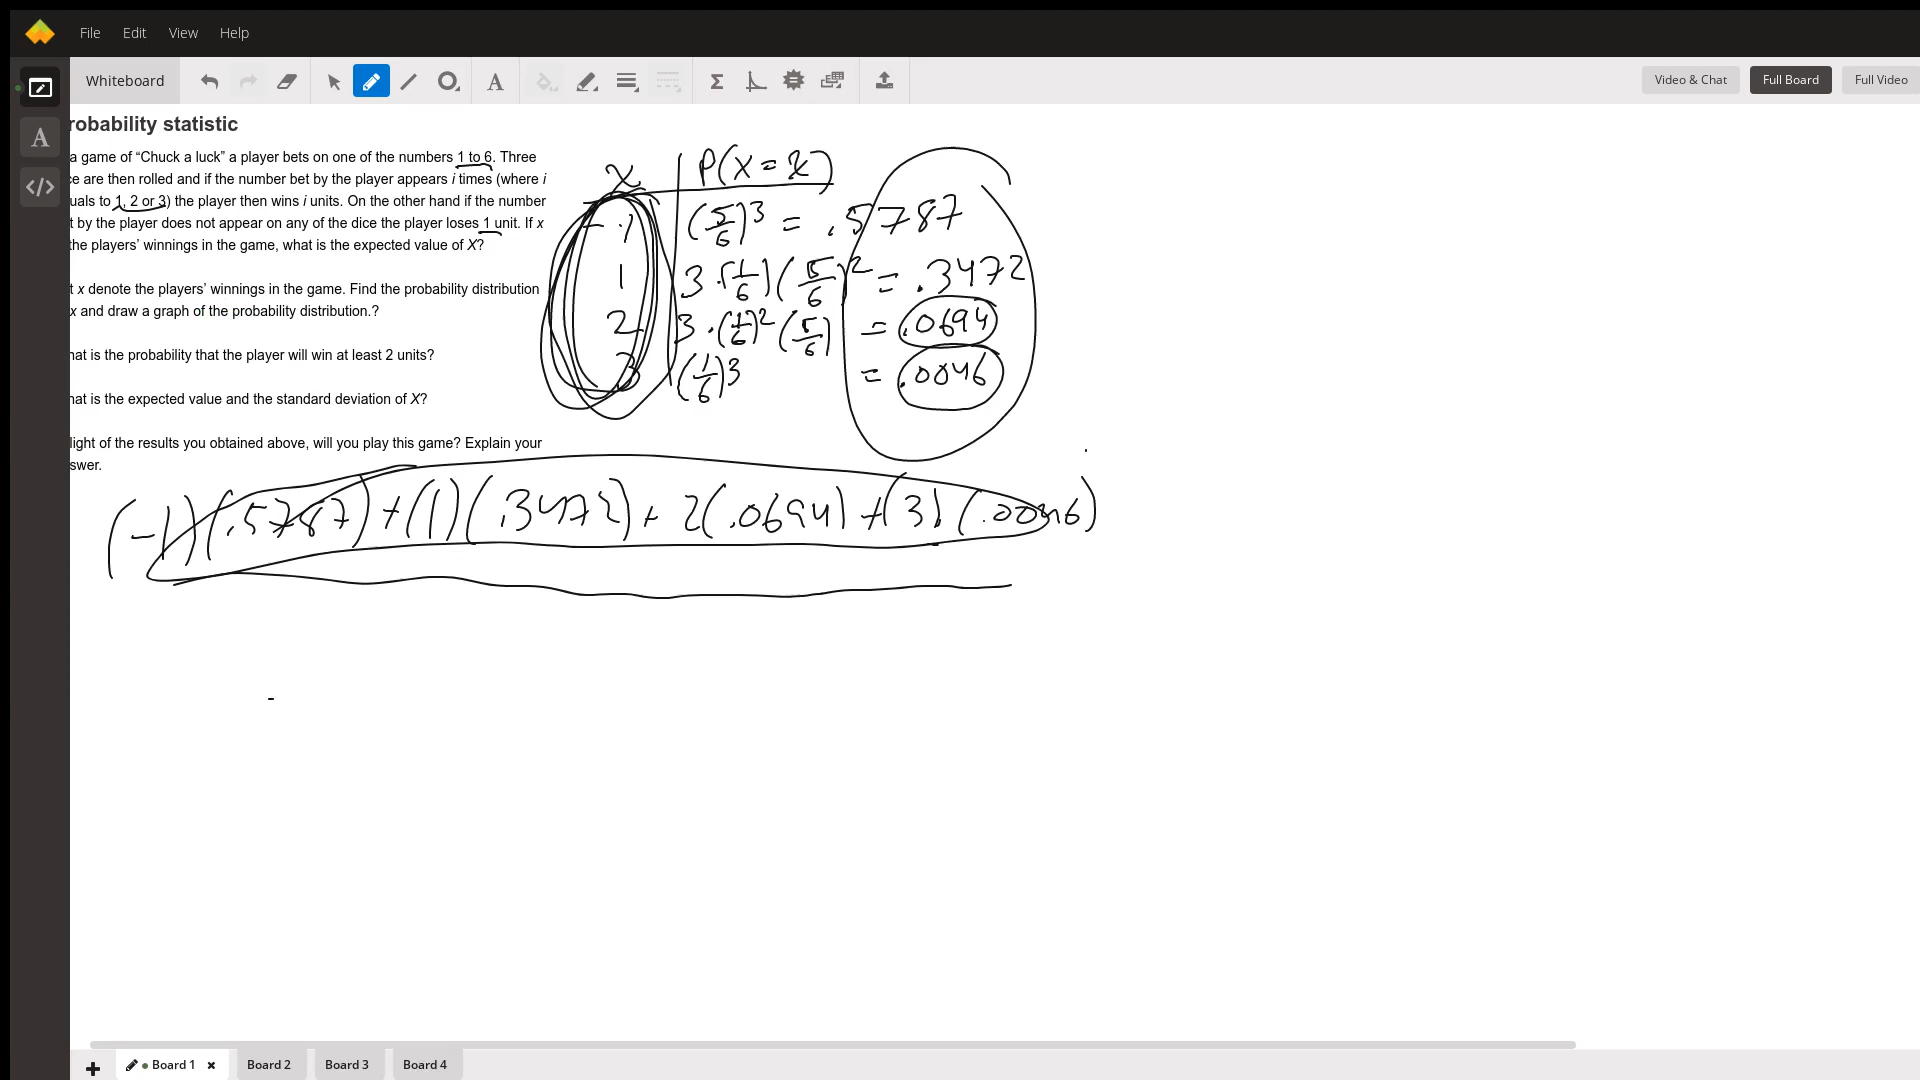 File Edit View Help
Whiteboard
Video & Chat Full Board Full Video
robability statistic
a game of “Chuck a luck” a player bets on one of the numbers 1 to 6. Three
ce are then rolled and if the number bet by the player appears i times (where i
uals to 1, 2 or 3) the player then wins i units. On the other hand if the number
t by the player does not appear on any of the dice the player loses 1 unit. If x
the players’ winnings in the game, what is the expected value of X?
t x denote the players’ winnings in the game. Find the probability distribution
x and draw a graph of the probability distribution.?
hat is the probability that the player will win at least 2 units?
hat is the expected value and the standard deviation of X?
light of the results you obtained above, will you play this game? Explain your
swer.
x P(X = x)
-1 (5/6)^3 = .5787
1 3·(1/6)(5/6)^2 = .3472
2 3·(1/6)^2(5/6) = .0694
3 (1/6)^3 = .0046
(-1)(.5787) + (1)(.3472) + 2(.0694) + (3)(.0046)
Board 1 Board 2 Board 3 Board 4